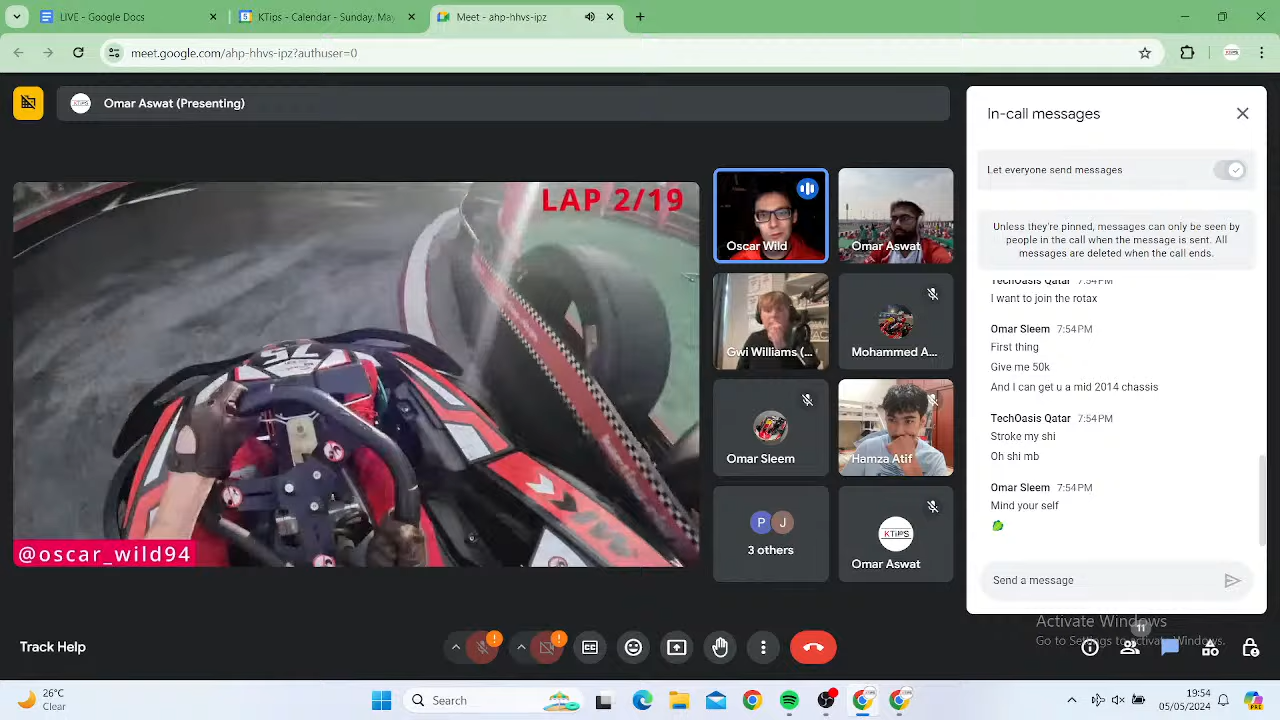 LIVE - Google Docs
KTips - Calendar - Sunday, May
Meet - ahp-hhvs-ipz
meet.google.com/ahp-hhvs-ipz?authuser=0
KTIPS
Omar Aswat (Presenting)
LAP 2/19
@oscar_wild94
Oscar Wild
Omar Aswat
Gwi Williams (...
Mohammed A...
Omar Sleem
Hamza Atif
P J
3 others
KTIPS
Omar Aswat
In-call messages
Let everyone send messages
Unless they're pinned, messages can only be seen by
people in the call when the message is sent. All
messages are deleted when the call ends.
TechOasis Qatar 7:54 PM
I want to join the rotax
Omar Sleem 7:54 PM
First thing
Give me 50k
And I can get u a mid 2014 chassis
TechOasis Qatar 7:54 PM
Stroke my shi
Oh shi mb
Omar Sleem 7:54 PM
Mind your self
Send a message
Activate Windows
Go to Settings to activate Windows.
11
Track Help
26°C
Clear
Search
19:54
05/05/2024